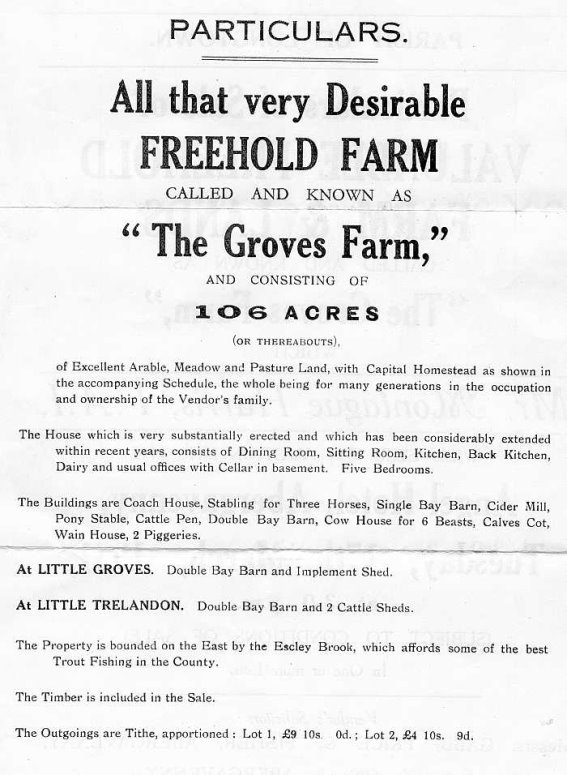 PARTICULARS.
All that very Desirable
FREEHOLD FARM
CALLED AND KNOWN AS
“ The Groves Farm,”
AND CONSISTING OF
106 ACRES
(OR THEREABOUTS),
of Excellent Arable, Meadow and Pasture Land, with Capital Homestead as shown in
the accompanying Schedule, the whole being for many generations in the occupation
and ownership of the Vendor's family.
The House which is very substantially erected and which has been considerably extended
within recent years, consists of Dining Room, Sitting Room, Kitchen, Back Kitchen,
Dairy and usual offices with Cellar in basement. Five Bedrooms.
The Buildings are Coach House, Stabling for Three Horses, Single Bay Barn, Cider Mill,
Pony Stable, Cattle Pen, Double Bay Barn, Cow House for 6 Beasts, Calves Cot,
Wain House, 2 Piggeries.
At LITTLE GROVES. Double Bay Barn and Implement Shed.
At LITTLE TRELANDON. Double Bay Barn and 2 Cattle Sheds.
The Property is bounded on the East by the Escley Brook, which affords some of the best
Trout Fishing in the County.
The Timber is included in the Sale.
The Outgoings are Tithe, apportioned : Lot 1, £9 10s. 0d. ; Lot 2, £4 10s. 9d.